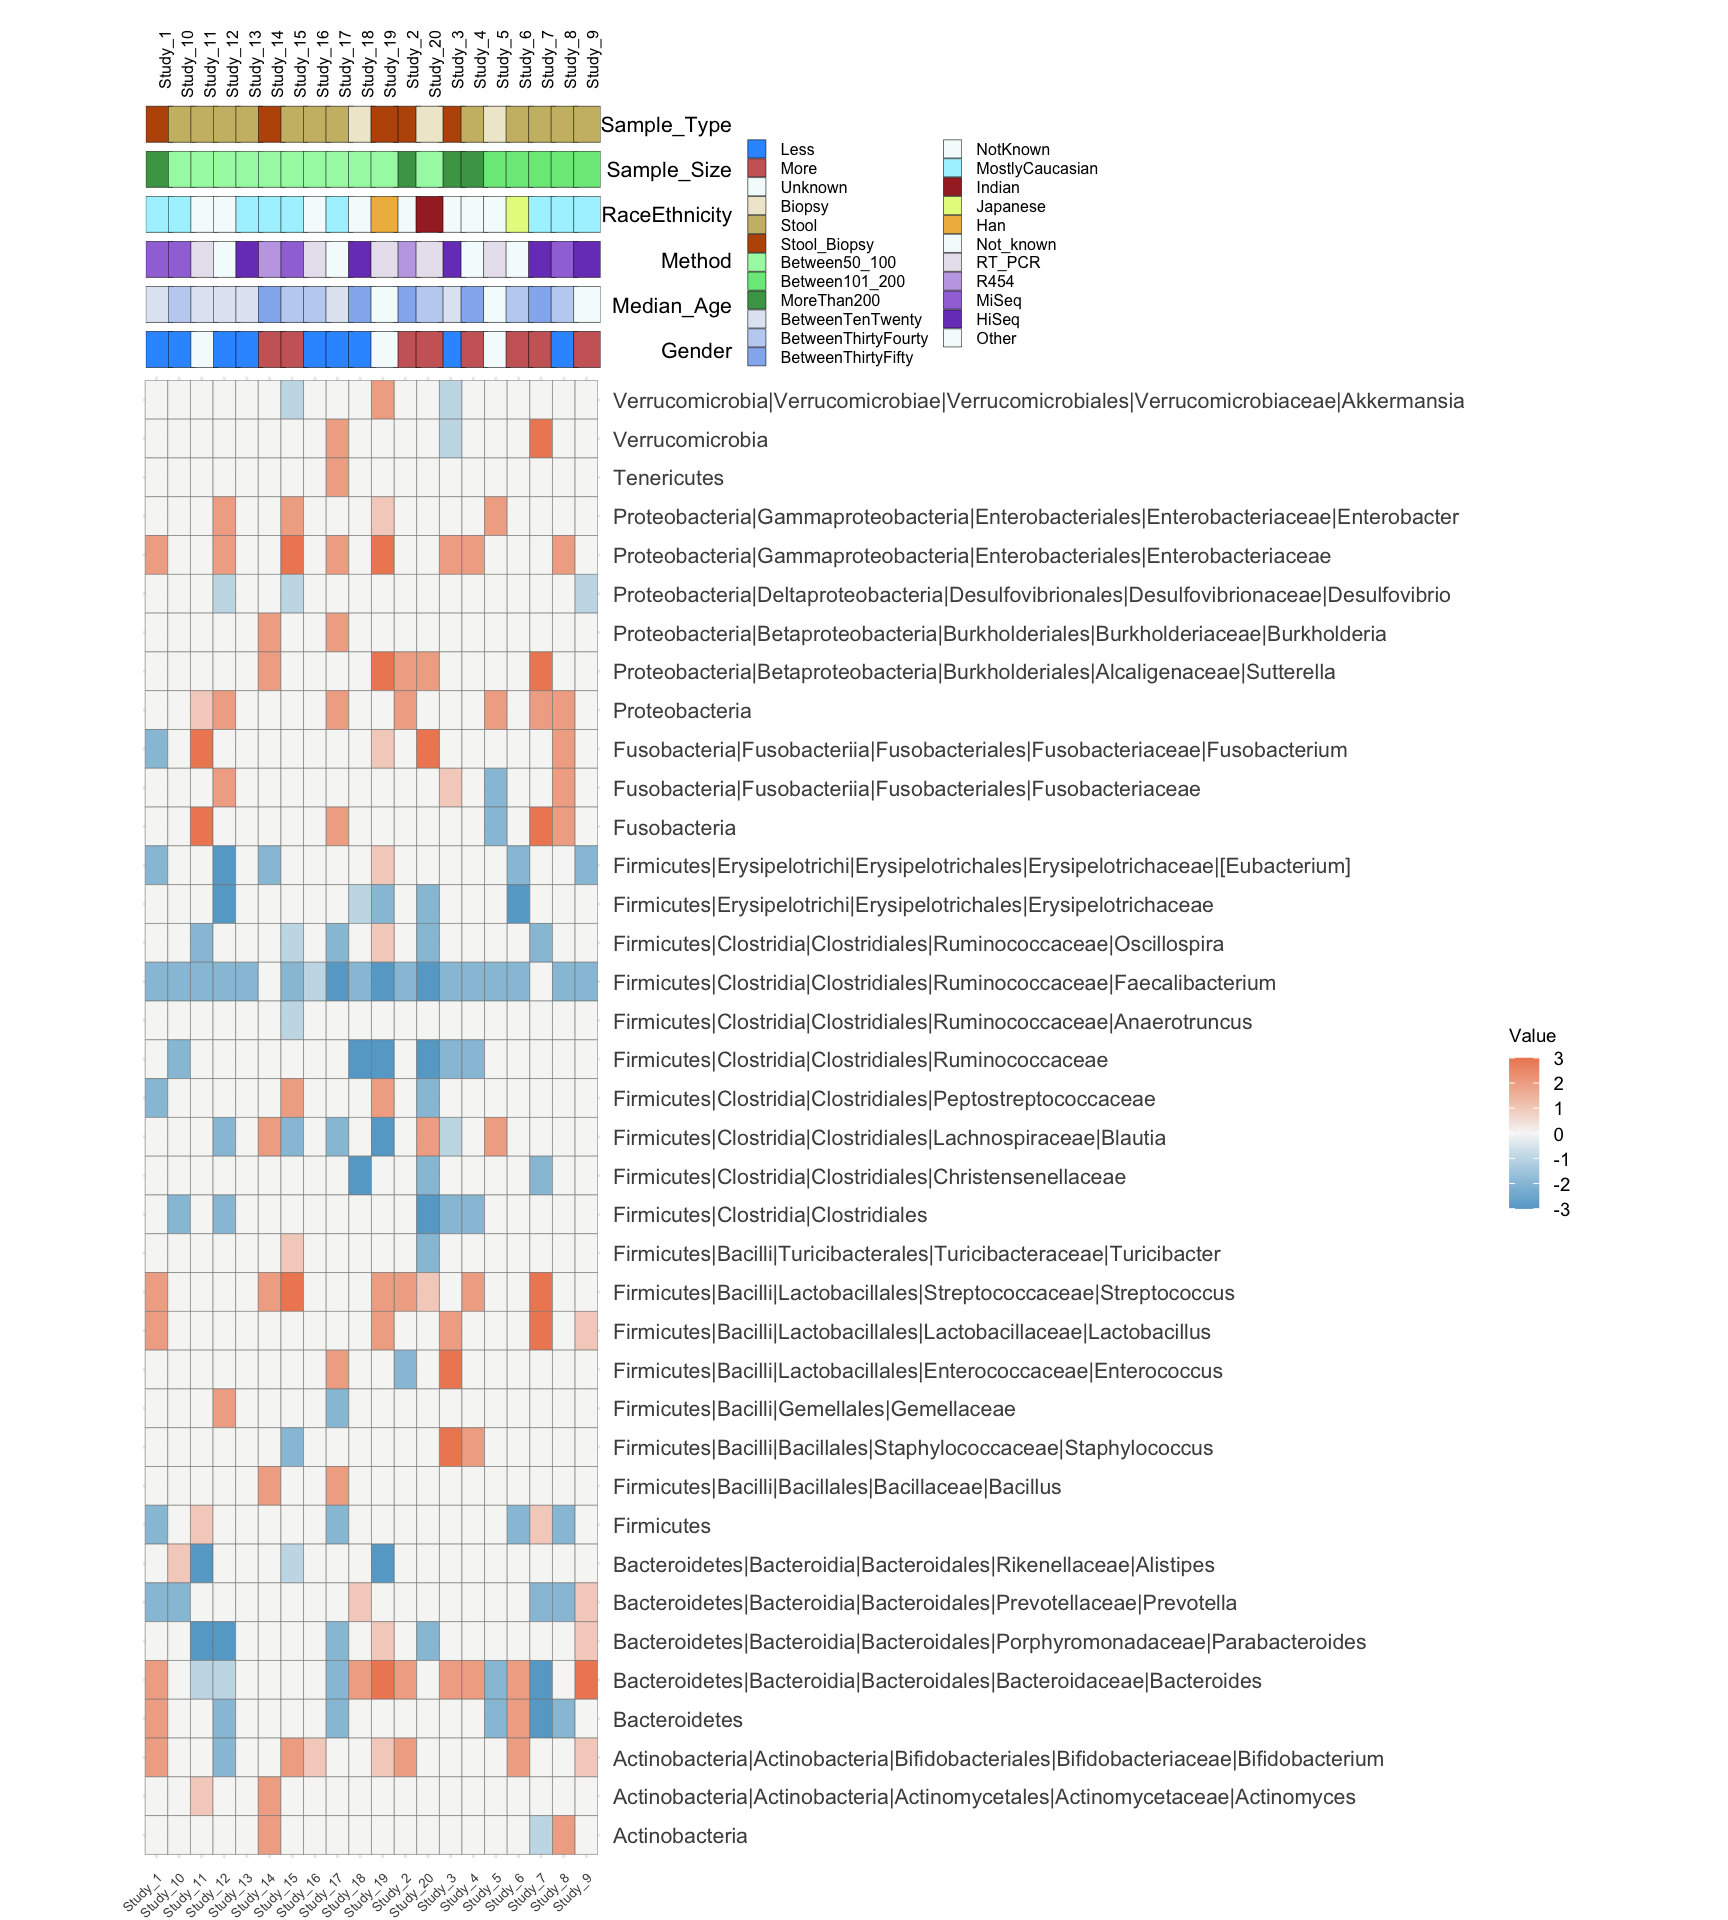 Study_1
Study_10
Study_11
Study_12
Study_13
Study_14
Study_15
Study_16
Study_17
Study_18
Study_19
Study_2
Study_20
Study_3
Study_4
Study_5
Study_6
Study_7
Study_8
Study_9
Sample_Type
Sample_Size
RaceEthnicity
Method
Median_Age
Gender
Less
More
Unknown
Biopsy
Stool
Stool_Biopsy
Between50_100
Between101_200
MoreThan200
BetweenTenTwenty
BetweenThirtyFourty
BetweenThirtyFifty
NotKnown
MostlyCaucasian
Indian
Japanese
Han
Not_known
RT_PCR
R454
MiSeq
HiSeq
Other
Verrucomicrobia|Verrucomicrobiae|Verrucomicrobiales|Verrucomicrobiaceae|Akkermansia
Verrucomicrobia
Tenericutes
Proteobacteria|Gammaproteobacteria|Enterobacteriales|Enterobacteriaceae|Enterobacter
Proteobacteria|Gammaproteobacteria|Enterobacteriales|Enterobacteriaceae
Proteobacteria|Deltaproteobacteria|Desulfovibrionales|Desulfovibrionaceae|Desulfovibrio
Proteobacteria|Betaproteobacteria|Burkholderiales|Burkholderiaceae|Burkholderia
Proteobacteria|Betaproteobacteria|Burkholderiales|Alcaligenaceae|Sutterella
Proteobacteria
Fusobacteria|Fusobacteriia|Fusobacteriales|Fusobacteriaceae|Fusobacterium
Fusobacteria|Fusobacteriia|Fusobacteriales|Fusobacteriaceae
Fusobacteria
Firmicutes|Erysipelotrichi|Erysipelotrichales|Erysipelotrichaceae|[Eubacterium]
Firmicutes|Erysipelotrichi|Erysipelotrichales|Erysipelotrichaceae
Firmicutes|Clostridia|Clostridiales|Ruminococcaceae|Oscillospira
Firmicutes|Clostridia|Clostridiales|Ruminococcaceae|Faecalibacterium
Firmicutes|Clostridia|Clostridiales|Ruminococcaceae|Anaerotruncus
Firmicutes|Clostridia|Clostridiales|Ruminococcaceae
Firmicutes|Clostridia|Clostridiales|Peptostreptococcaceae
Firmicutes|Clostridia|Clostridiales|Lachnospiraceae|Blautia
Firmicutes|Clostridia|Clostridiales|Christensenellaceae
Firmicutes|Clostridia|Clostridiales
Firmicutes|Bacilli|Turicibacterales|Turicibacteraceae|Turicibacter
Firmicutes|Bacilli|Lactobacillales|Streptococcaceae|Streptococcus
Firmicutes|Bacilli|Lactobacillales|Lactobacillaceae|Lactobacillus
Firmicutes|Bacilli|Lactobacillales|Enterococcaceae|Enterococcus
Firmicutes|Bacilli|Gemellales|Gemellaceae
Firmicutes|Bacilli|Bacillales|Staphylococcaceae|Staphylococcus
Firmicutes|Bacilli|Bacillales|Bacillaceae|Bacillus
Firmicutes
Bacteroidetes|Bacteroidia|Bacteroidales|Rikenellaceae|Alistipes
Bacteroidetes|Bacteroidia|Bacteroidales|Prevotellaceae|Prevotella
Bacteroidetes|Bacteroidia|Bacteroidales|Porphyromonadaceae|Parabacteroides
Bacteroidetes|Bacteroidia|Bacteroidales|Bacteroidaceae|Bacteroides
Bacteroidetes
Actinobacteria|Actinobacteria|Bifidobacteriales|Bifidobacteriaceae|Bifidobacterium
Actinobacteria|Actinobacteria|Actinomycetales|Actinomycetaceae|Actinomyces
Actinobacteria
Value
3
2
1
0
-1
-2
-3
Study_1
Study_10
Study_11
Study_12
Study_13
Study_14
Study_15
Study_16
Study_17
Study_18
Study_19
Study_2
Study_20
Study_3
Study_4
Study_5
Study_6
Study_7
Study_8
Study_9